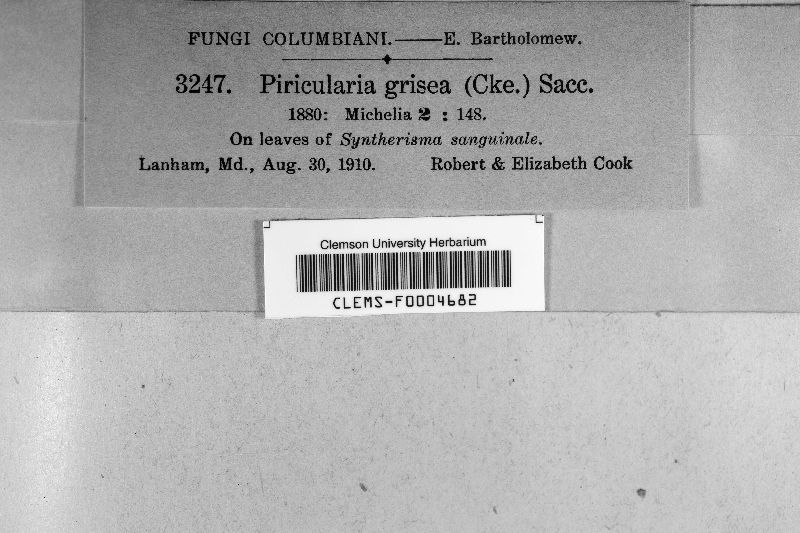 FUNGI COLUMBIANI.——E. Bartholomew.
3247. Piricularia grisea (Cke.) Sacc.
1880: Michelia 2 : 148.
On leaves of Syntherisma sanguinale.
Lanham, Md., Aug. 30, 1910. Robert & Elizabeth Cook
Clemson University Herbarium
CLEMS-F0004682